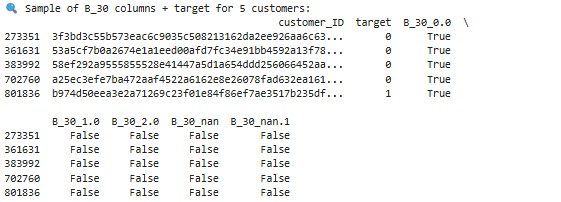 🔍 Sample of B_30 columns + target for 5 customers:
customer_ID target B_30_0.0 \
273351 3f3bd3c55b573eac6c9035c508213162da2ee926aa6c63... 0 True
361631 53a5cf7b0a2674e1a1eed00afd7fc34e91bb4592a13f78... 0 True
383992 58ef292a9555855528e41447a5d1a654ddd256066452aa... 0 True
702760 a25ec3efe7ba472aaf4522a6162e8e26078fad632ea161... 0 True
801836 b974d50eea3e2a71269c23f01e84f86ef7ae3517b235df... 1 True
B_30_1.0 B_30_2.0 B_30_nan B_30_nan.1
273351 False False False False
361631 False False False False
383992 False False False False
702760 False False False False
801836 False False False False